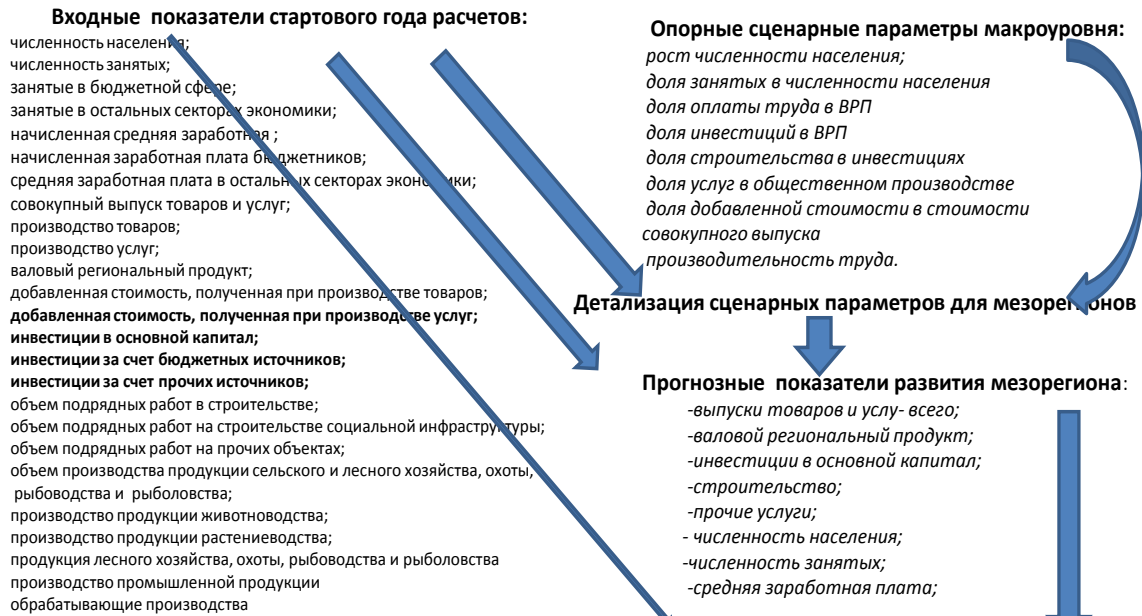 Входные показатели стартового года расчетов:
численность населения;
численность занятых;
занятые в бюджетной сфере;
занятые в остальных секторах экономики;
начисленная средняя заработная ;
начисленная заработная плата бюджетников;
средняя заработная плата в остальных секторах экономики;
совокупный выпуск товаров и услуг;
производство товаров;
производство услуг;
валовый региональный продукт;
добавленная стоимость, полученная при производстве товаров;
добавленная стоимость, полученная при производстве услуг;
инвестиции в основной капитал;
инвестиции за счет бюджетных источников;
инвестиции за счет прочих источников;
объем подрядных работ в строительстве;
объем подрядных работ на строительстве социальной инфраструктуры;
объем подрядных работ на прочих объектах;
объем производства продукции сельского и лесного хозяйства, охоты,
рыбоводства и рыболовства;
производство продукции животноводства;
производство продукции растениеводства;
продукция лесного хозяйства, охоты, рыбоводства и рыболовства
производство промышленной продукции
обрабатывающие производства
Опорные сценарные параметры макроуровня:
рост численности населения;
доля занятых в численности населения
доля оплаты труда в ВРП
доля инвестиций в ВРП
доля строительства в инвестициях
доля услуг в общественном производстве
доля добавленной стоимости в стоимости
совокупного выпуска
производительность труда.
Детализация сценарных параметров для мезорегионов
Прогнозные показатели развития мезорегиона:
-выпуски товаров и услу- всего;
-валовой региональный продукт;
-инвестиции в основной капитал;
-строительство;
-прочие услуги;
- численность населения;
-численность занятых;
-средняя заработная плата;